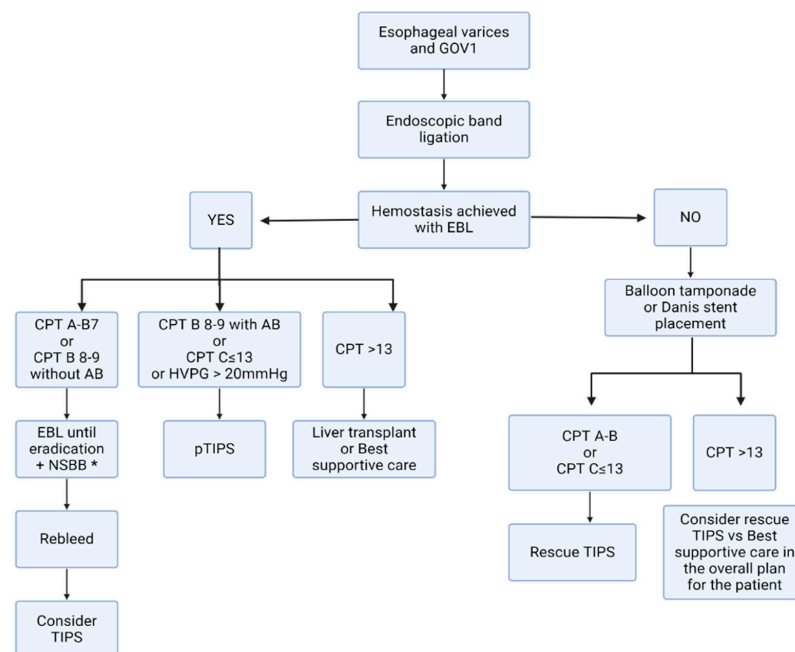 Esophageal varices
and GOV1
Endoscopic band
ligation
Hemostasis achieved
with EBL
YES
NO
Balloon tamponade
or Danis stent
placement
CPT A-B7
or
CPT B 8-9
without AB
CPT B 8-9 with AB
or
CPT C≤13
or HVPG > 20mmHg
CPT >13
EBL until
eradication
+ NSBB *
pTIPS
Liver transplant
or Best
supportive care
CPT A-B
or
CPT C≤13
CPT >13
Rebleed
Rescue TIPS
Consider rescue
TIPS vs Best
supportive care in
the overall plan
for the patient
Consider
TIPS